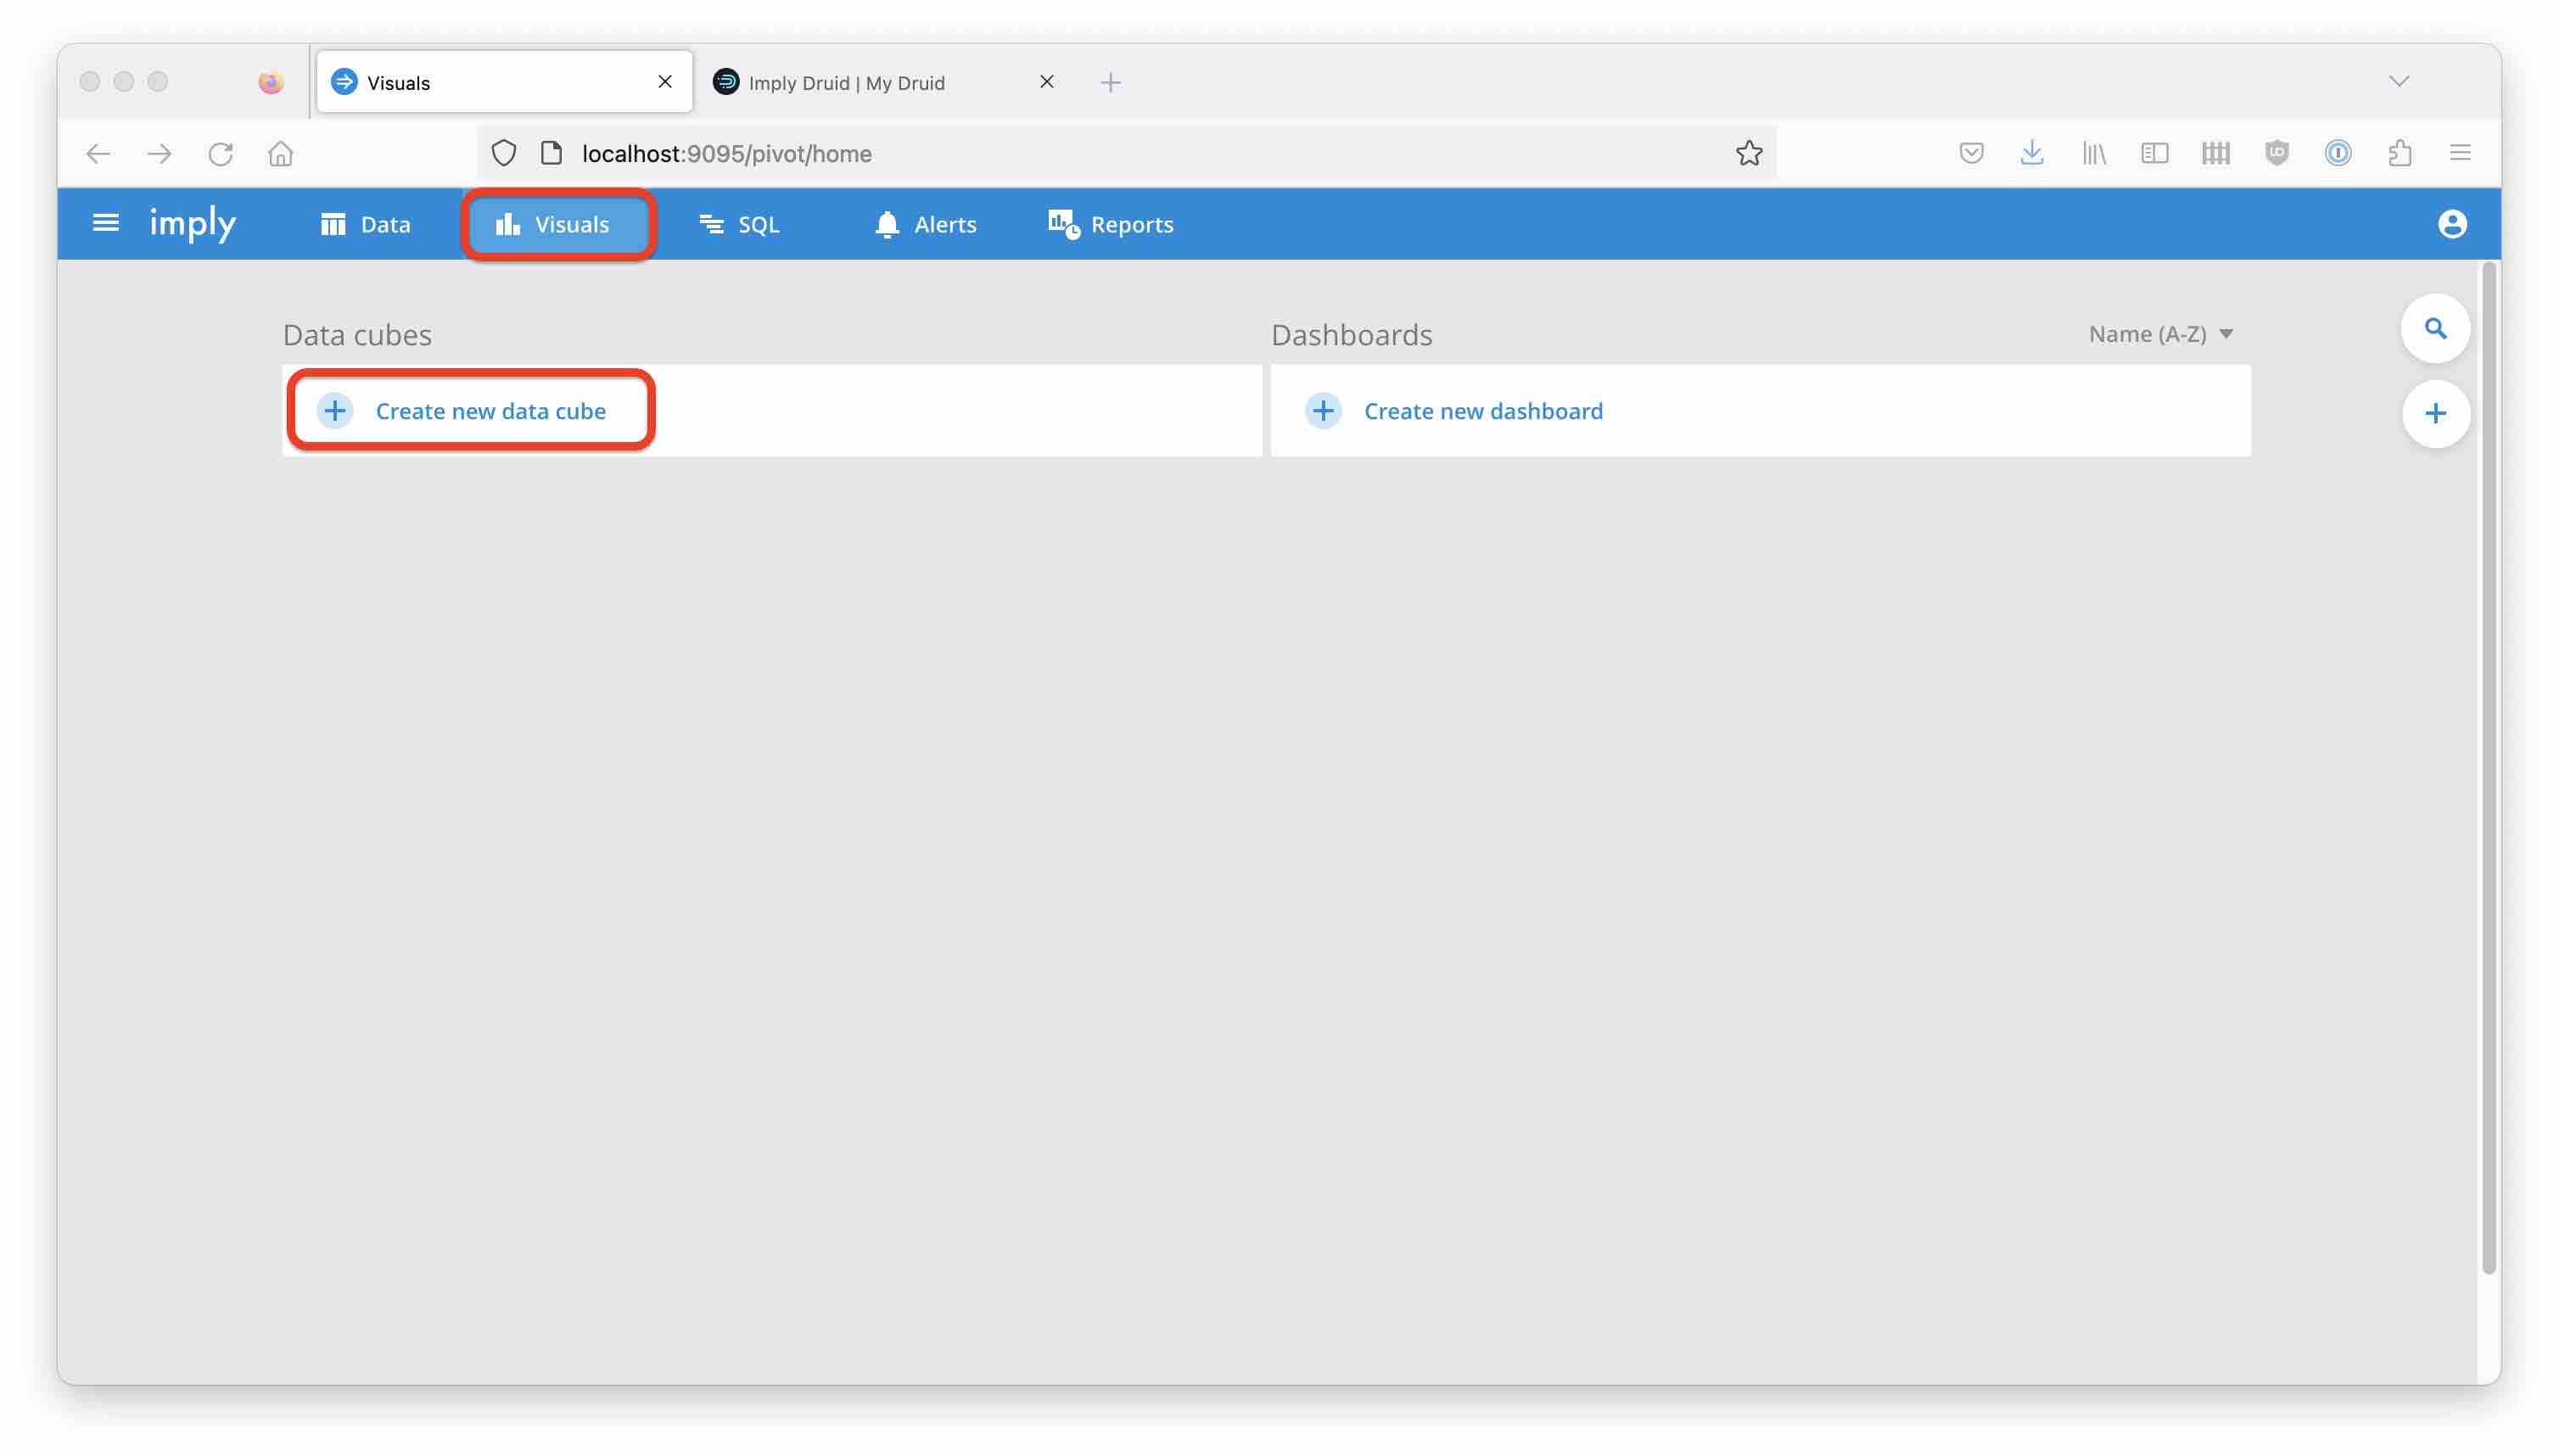 Visuals
Imply Druid | My Druid
localhost:9095/pivot/home
imply Data Visuals SQL Alerts Reports
Data cubes
Dashboards
Name (A-Z)
Create new data cube
Create new dashboard